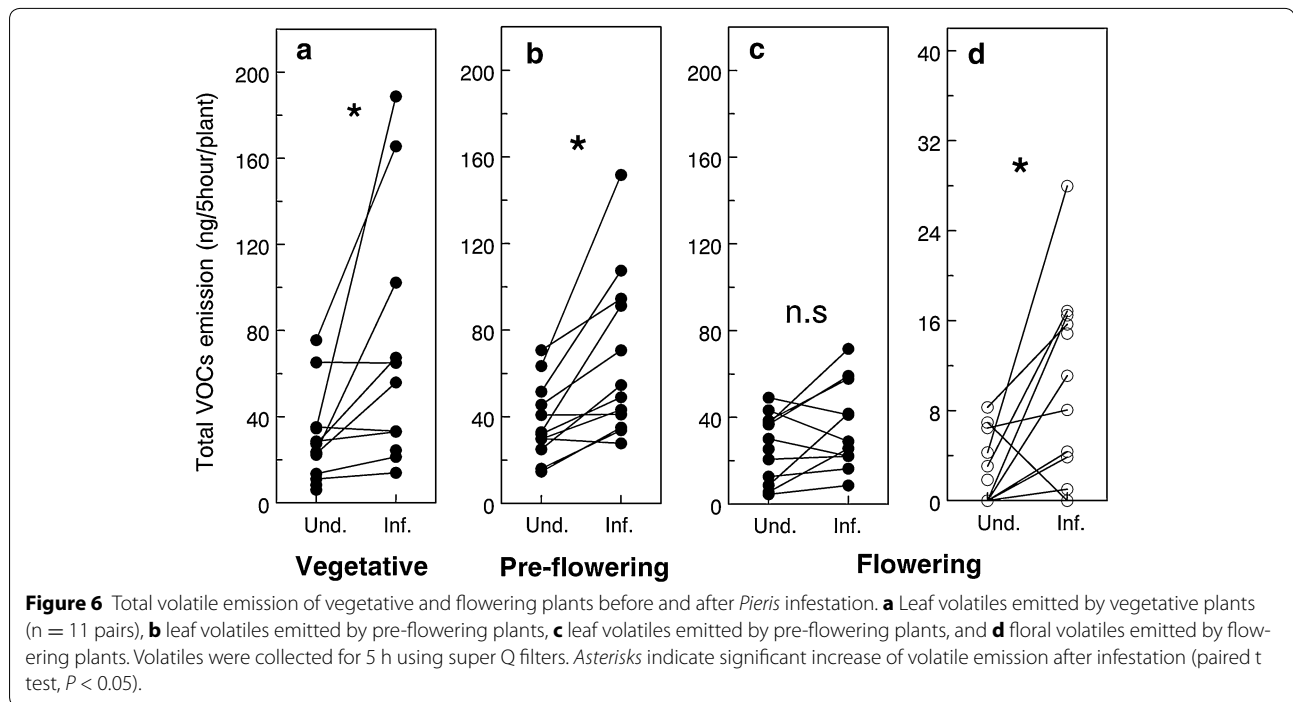 a
b
c
d
*
*
n.s
*
Total VOCs emission (ng/5hour/plant)
200
160
120
80
40
0
200
160
120
80
40
0
200
160
120
80
40
0
40
32
24
16
8
0
Und. Inf.
Und. Inf.
Und. Inf.
Und. Inf.
Vegetative
Pre-flowering
Flowering
Figure 6 Total volatile emission of vegetative and flowering plants before and after Pieris infestation. a Leaf volatiles emitted by vegetative plants
(n = 11 pairs), b leaf volatiles emitted by pre-flowering plants, c leaf volatiles emitted by pre-flowering plants, and d floral volatiles emitted by flow-
ering plants. Volatiles were collected for 5 h using super Q filters. Asterisks indicate significant increase of volatile emission after infestation (paired t
test, P < 0.05).